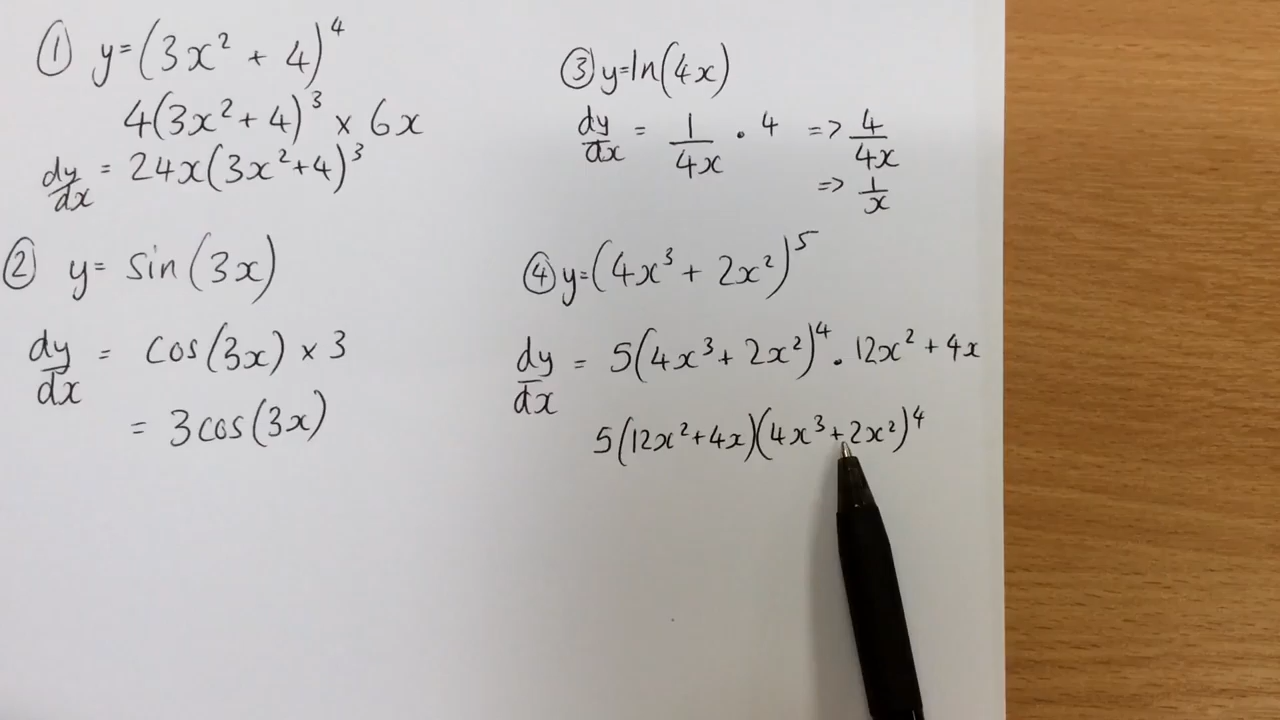 ① y=(3x² + 4)⁴
4(3x² + 4)³ × 6x
dy/dx = 24x(3x²+4)³
② y= sin(3x)
dy/dx = cos(3x) × 3
= 3cos(3x)
③ y=ln(4x)
dy/dx = 1/4x · 4 => 4/4x
=> 1/x
④ y=(4x³ + 2x²)⁵
dy/dx = 5(4x³ + 2x²)⁴ · 12x² + 4x
5(12x²+4x)(4x³+2x²)⁴